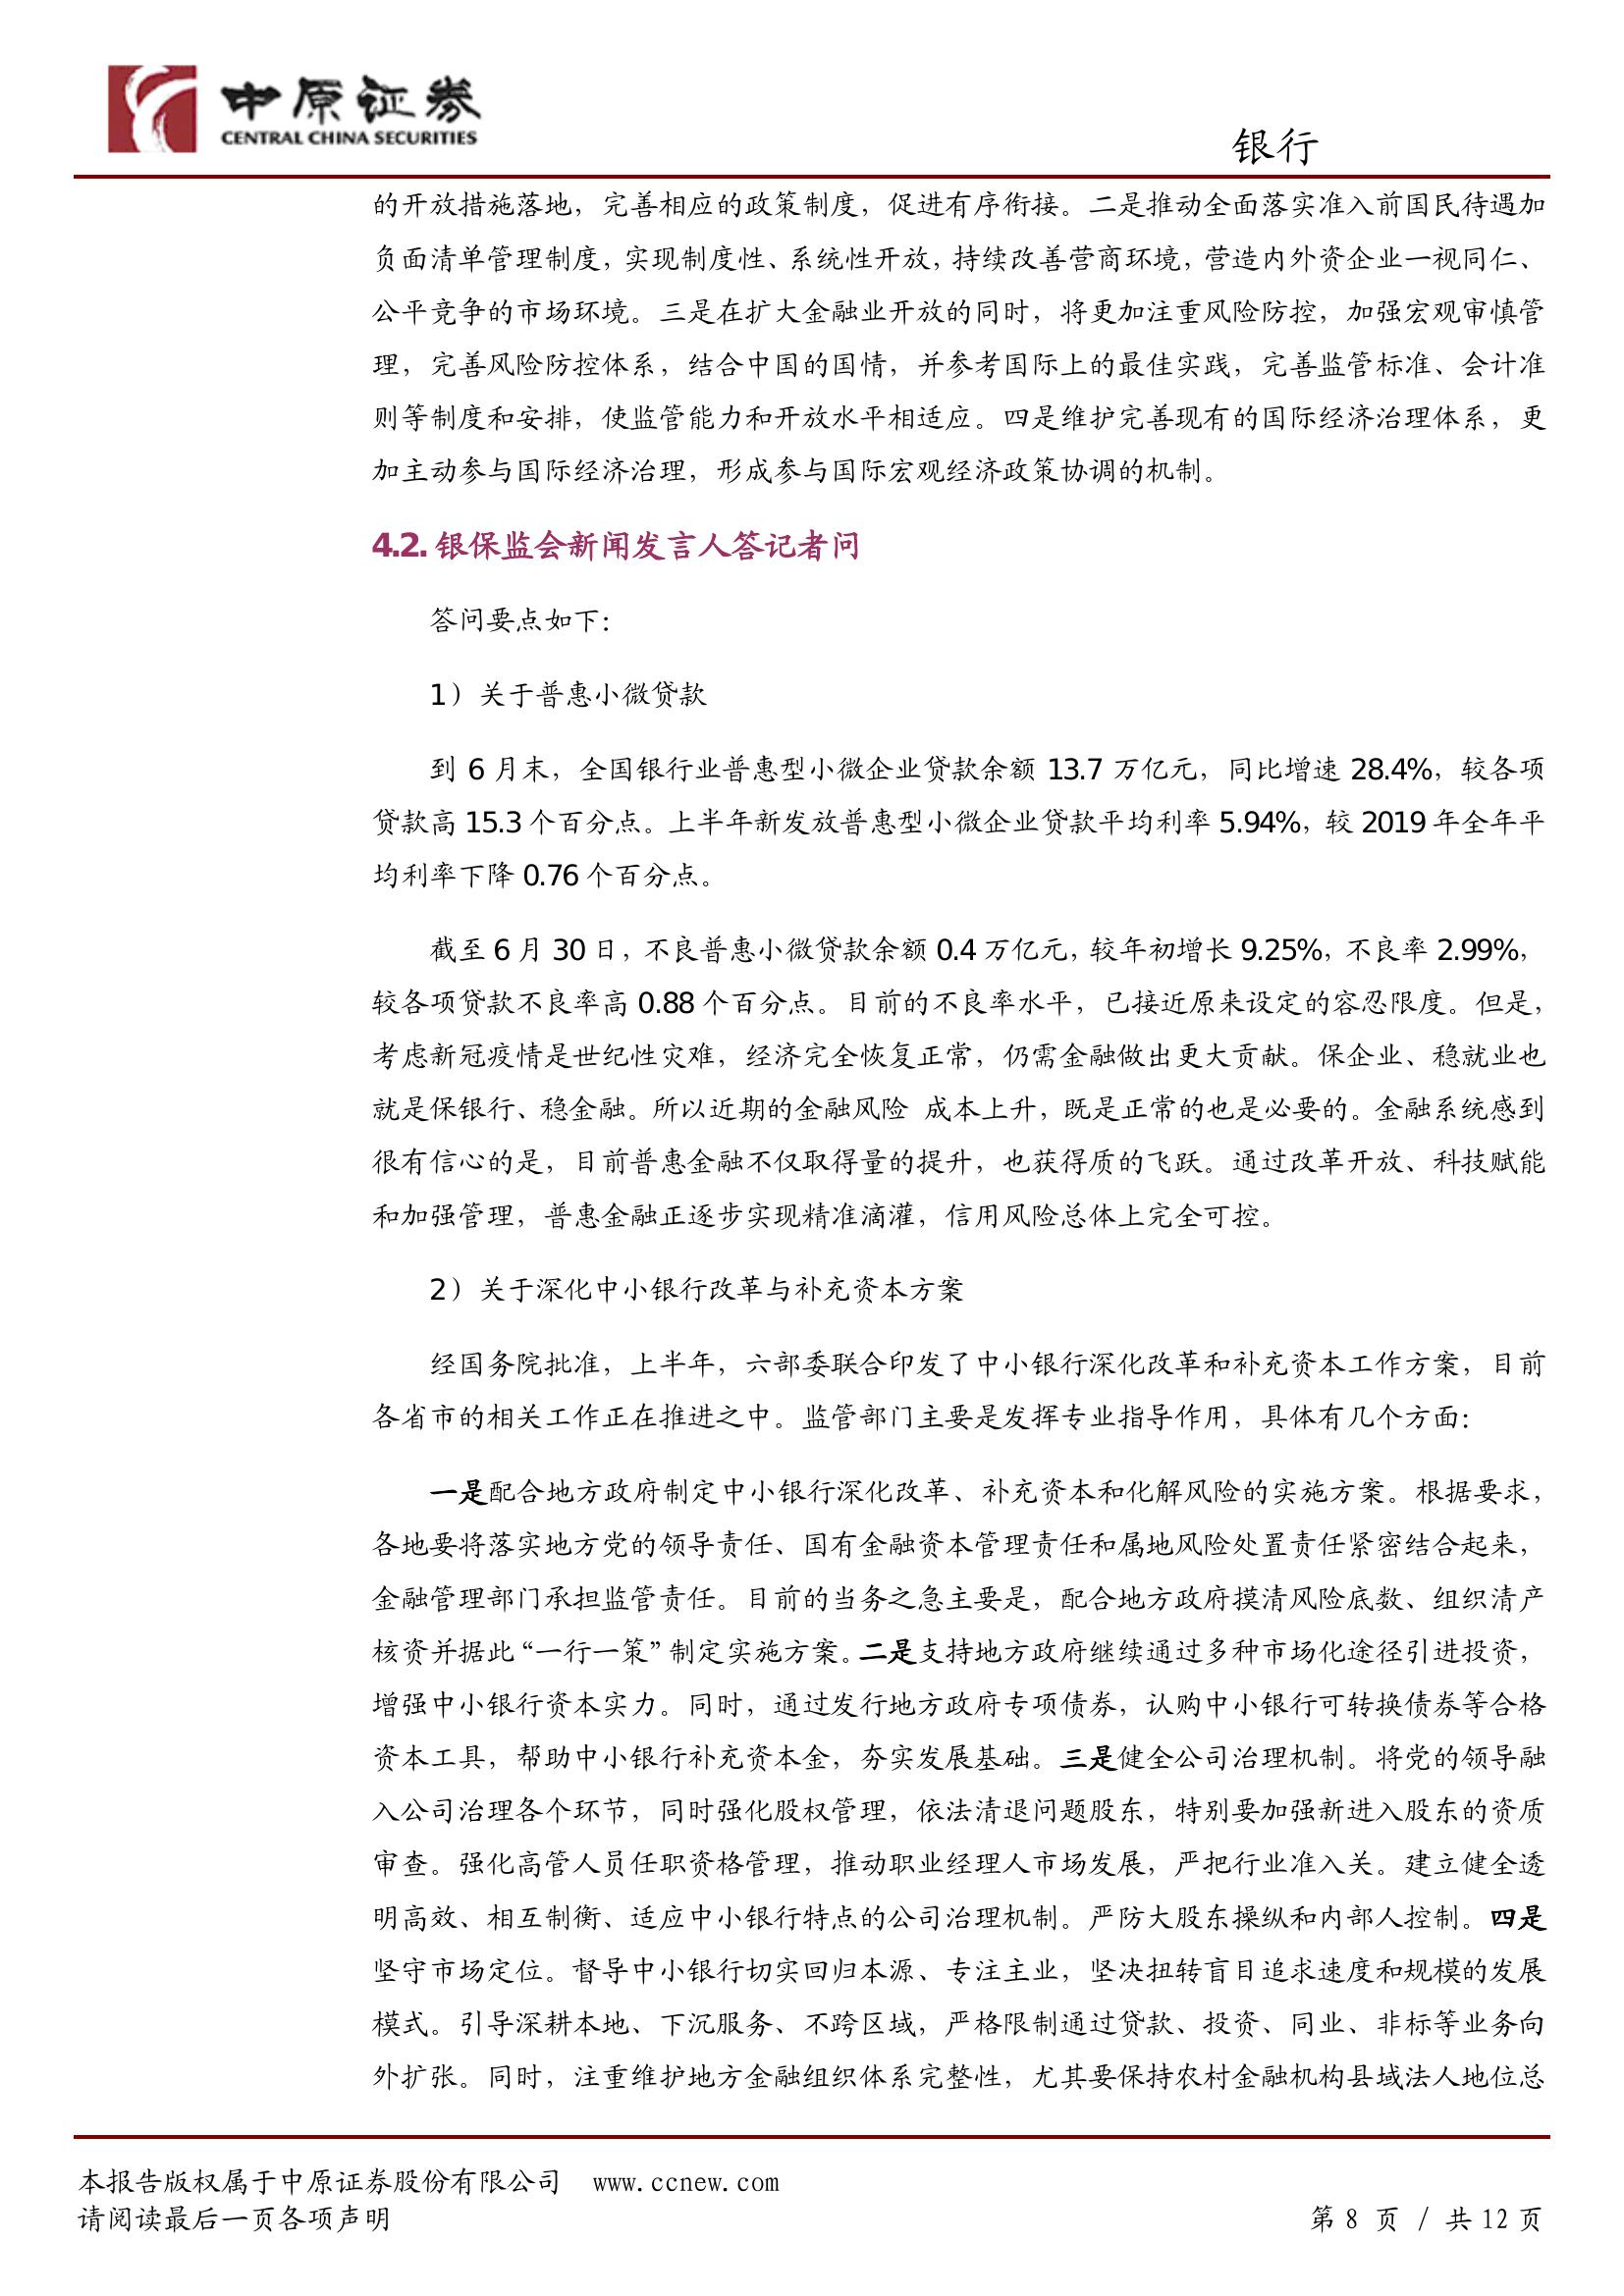 中原证券
CENTRAL CHINA SECURITIES
银行
的开放措施落地，完善相应的政策制度，促进有序衔接。二是推动全面落实准入前国民待遇加
负面清单管理制度，实现制度性、系统性开放，持续改善营商环境，营造内外资企业一视同仁、
公平竞争的市场环境。三是在扩大金融业开放的同时，将更加注重风险防控，加强宏观审慎管
理，完善风险防控体系，结合中国的国情，并参考国际上的最佳实践，完善监管标准、会计准
则等制度和安排，使监管能力和开放水平相适应。四是维护完善现有的国际经济治理体系，更
加主动参与国际经济治理，形成参与国际宏观经济政策协调的机制。
4.2. 银保监会新闻发言人答记者问
答问要点如下：
1）关于普惠小微贷款
到 6 月末，全国银行业普惠型小微企业贷款余额 13.7 万亿元，同比增速 28.4%，较各项
贷款高 15.3 个百分点。上半年新发放普惠型小微企业贷款平均利率 5.94%，较 2019 年全年平
均利率下降 0.76 个百分点。
截至 6 月 30 日，不良普惠小微贷款余额 0.4 万亿元，较年初增长 9.25%，不良率 2.99%，
较各项贷款不良率高 0.88 个百分点。目前的不良率水平，已接近原来设定的容忍限度。但是，
考虑新冠疫情是世纪性灾难，经济完全恢复正常，仍需金融做出更大贡献。保企业、稳就业也
就是保银行、稳金融。所以近期的金融风险 成本上升，既是正常的也是必要的。金融系统感到
很有信心的是，目前普惠金融不仅取得量的提升，也获得质的飞跃。通过改革开放、科技赋能
和加强管理，普惠金融正逐步实现精准滴灌，信用风险总体上完全可控。
2）关于深化中小银行改革与补充资本方案
经国务院批准，上半年，六部委联合印发了中小银行深化改革和补充资本工作方案，目前
各省市的相关工作正在推进之中。监管部门主要是发挥专业指导作用，具体有几个方面：
一是配合地方政府制定中小银行深化改革、补充资本和化解风险的实施方案。根据要求，
各地要将落实地方党的领导责任、国有金融资本管理责任和属地风险处置责任紧密结合起来，
金融管理部门承担监管责任。目前的当务之急主要是，配合地方政府摸清风险底数、组织清产
核资并据此“一行一策”制定实施方案。二是支持地方政府继续通过多种市场化途径引进投资，
增强中小银行资本实力。同时，通过发行地方政府专项债券，认购中小银行可转换债券等合格
资本工具，帮助中小银行补充资本金，夯实发展基础。三是健全公司治理机制。将党的领导融
入公司治理各个环节，同时强化股权管理，依法清退问题股东，特别要加强新进入股东的资质
审查。强化高管人员任职资格管理，推动职业经理人市场发展，严把行业准入关。建立健全透
明高效、相互制衡、适应中小银行特点的公司治理机制。严防大股东操纵和内部人控制。四是
坚守市场定位。督导中小银行切实回归本源、专注主业，坚决扭转盲目追求速度和规模的发展
模式。引导深耕本地、下沉服务、不跨区域，严格限制通过贷款、投资、同业、非标等业务向
外扩张。同时，注重维护地方金融组织体系完整性，尤其要保持农村金融机构县域法人地位总
本报告版权属于中原证券股份有限公司 www.ccnew.com
请阅读最后一页各项声明
第 8 页 / 共 12 页